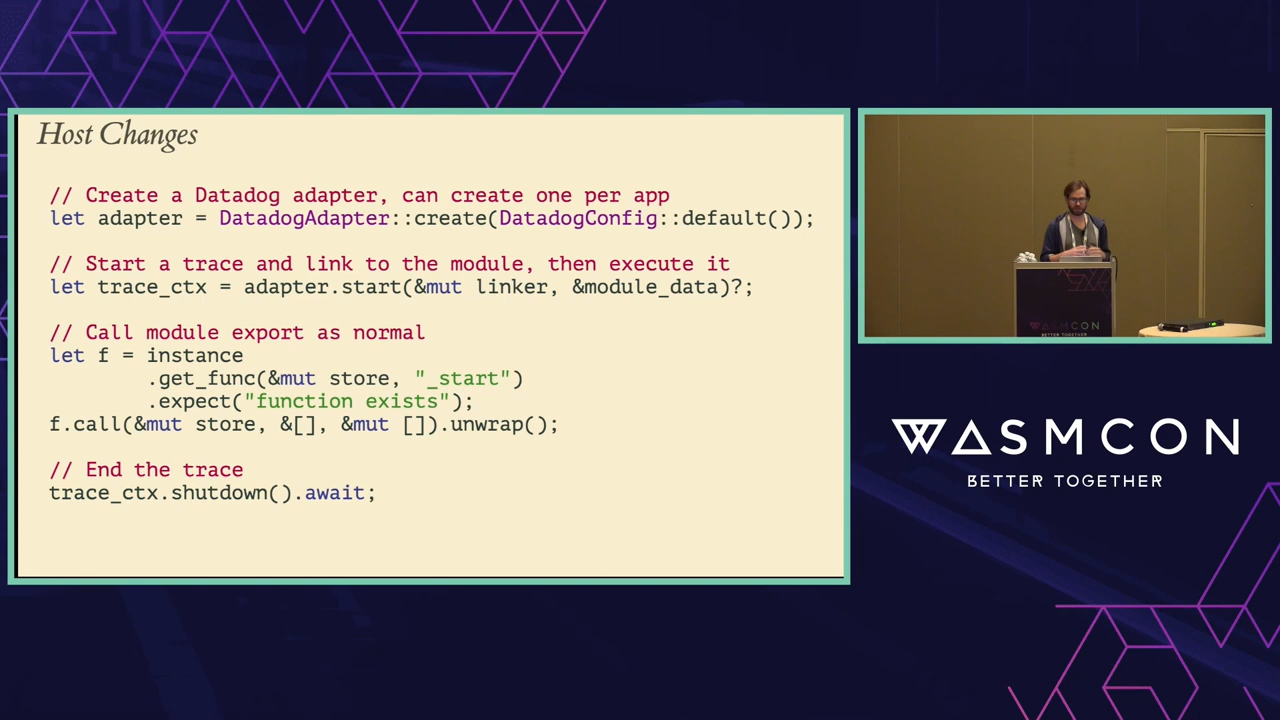 Host Changes
// Create a Datadog adapter, can create one per app
let adapter = DatadogAdapter::create(DatadogConfig::default());
// Start a trace and link to the module, then execute it
let trace_ctx = adapter.start(&mut linker, &module_data)?;
// Call module export as normal
let f = instance
        .get_func(&mut store, "_start")
        .expect("function exists");
f.call(&mut store, &[], &mut []).unwrap();
// End the trace
trace_ctx.shutdown().await;
WASMCON
BETTER TOGETHER
WASMCON
BETTER TOGETHER